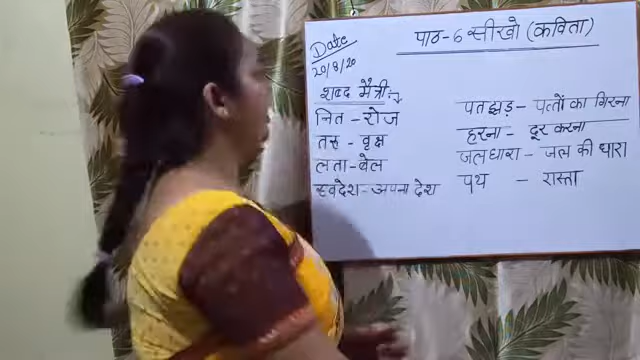 Date
20/8/20
पाठ-6 सीखो (कविता)
शब्द मैत्री :-
नित - रोज
तरु - वृक्ष
लता - बेल
स्वदेश - अपना देश
पतझड़ - पत्तों का गिरना
हरना - दूर करना
जलधारा - जल की धारा
पथ - रास्ता